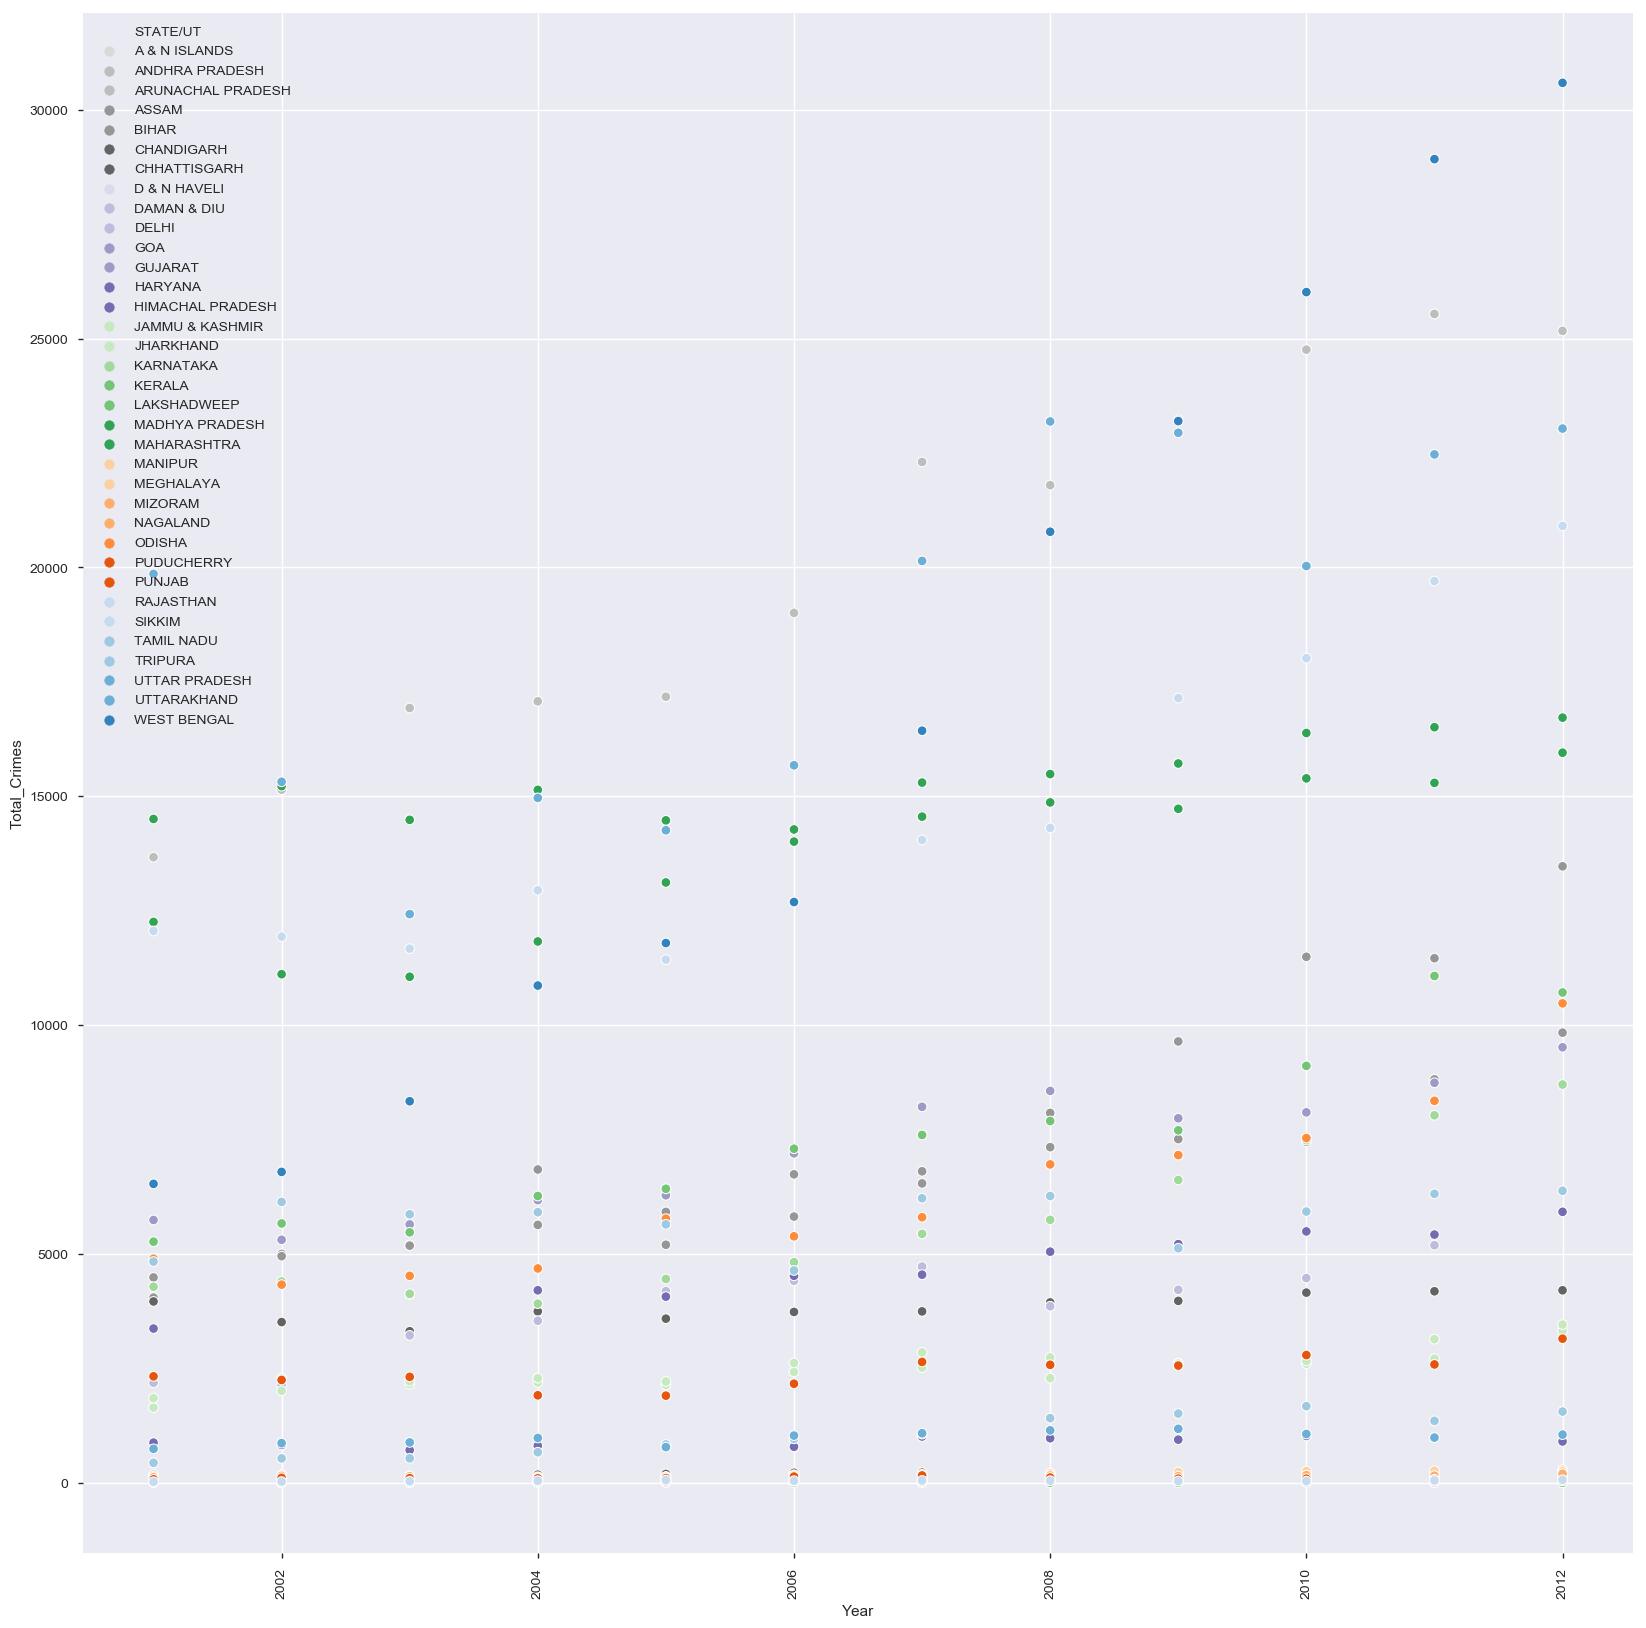 STATE/UT
A & N ISLANDS
ANDHRA PRADESH
ARUNACHAL PRADESH
ASSAM
BIHAR
CHANDIGARH
CHHATTISGARH
D & N HAVELI
DAMAN & DIU
DELHI
GOA
GUJARAT
HARYANA
HIMACHAL PRADESH
JAMMU & KASHMIR
JHARKHAND
KARNATAKA
KERALA
LAKSHADWEEP
MADHYA PRADESH
MAHARASHTRA
MANIPUR
MEGHALAYA
MIZORAM
NAGALAND
ODISHA
PUDUCHERRY
PUNJAB
RAJASTHAN
SIKKIM
TAMIL NADU
TRIPURA
UTTAR PRADESH
UTTARAKHAND
WEST BENGAL
Total_Crimes
30000
25000
20000
15000
10000
5000
0
2002
2004
2006
2008
2010
2012
Year